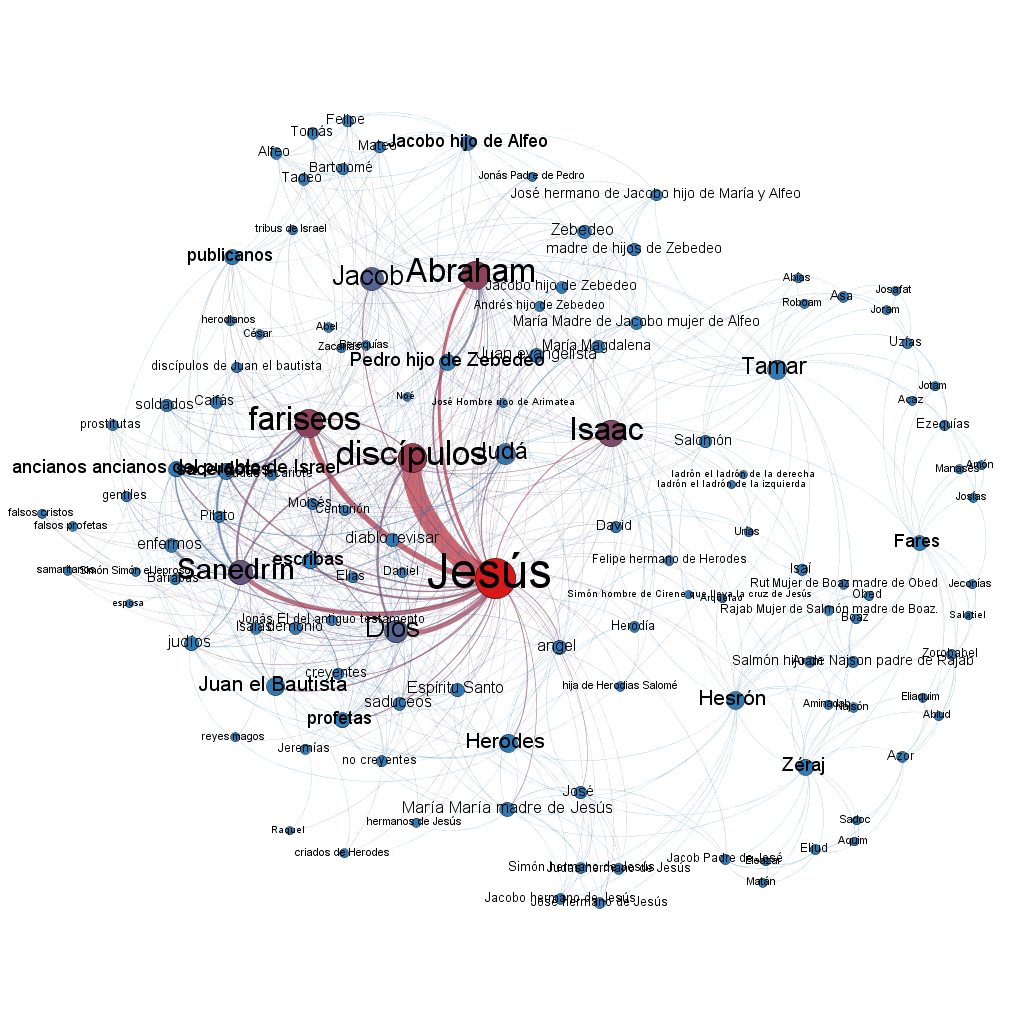 Felipe
Tomás
Mateo
Jacobo hijo de Alfeo
Alfeo
Bartolomé
Tadeo
Jonás Padre de Pedro
José hermano de Jacobo hijo de María y Alfeo
tribus de Israel
Zebedeo
madre de hijos de Zebedeo
publicanos
Jacob
Abraham
Jacobo hijo de Zebedeo
Abías
Roboam
Asa
Josafat
Joram
Andrés hijo de Zebedeo
herodianos
César
Abel
María Madre de Jacobo mujer de Alfeo
Zacarías
Berequías
Juan evangelista
María Magdalena
Uzías
Pedro hijo de Zebedeo
discípulos de Juan el bautista
Tamar
Jotam
Acaz
Noé
José Hombre rico de Arimatea
soldados
Caifás
prostitutas
fariseos
Isaac
Ezequías
Salomón
discípulos
Judá
ancianos ancianos del pueblo de Israel
sacerdotes
Manasés
Amón
ladrón el ladrón de la derecha
ladrón el ladrón de la izquierda
gentiles
Josías
Moisés
Centurión
falsos cristos
falsos profetas
Pilato
David
Urías
diablo revisar
enfermos
Fares
escribas
Felipe hermano de Herodes
samaritanos
Simón Simón el leproso
Barrabás
Sanedrín
Elías
Daniel
Jesús
Isaí
Rut Mujer de Boaz madre de Obed
Obed
Jeconías
Simón hombre de Cirene que lleva la cruz de Jesús
Arquelao
esposa
Rajab Mujer de Salmón madre de Boaz
Boaz
Salatiel
Jonás El del antiguo testamento
Isaías
demonio
Dios
Herodía
judíos
angel
Zorobabel
Salmón hijo de Najson padre de Rajab
creyentes
Juan el Bautista
Espíritu Santo
hija de Herodias Salomé
saduceos
Hesrón
Aminadab
Naisón
Eliaquim
Abiud
profetas
reyes magos
Jeremías
Herodes
no creyentes
Zéraj
Azor
José
María María madre de Jesús
hermanos de Jesús
Raquel
Sadoc
Aquim
Eliud
criados de Herodes
Jacob Padre de José
Eleazar
Simón hermano de Jesús
Judas hermano de Jesús
Matán
Jacobo hermano de Jesús
José hermano de Jesús